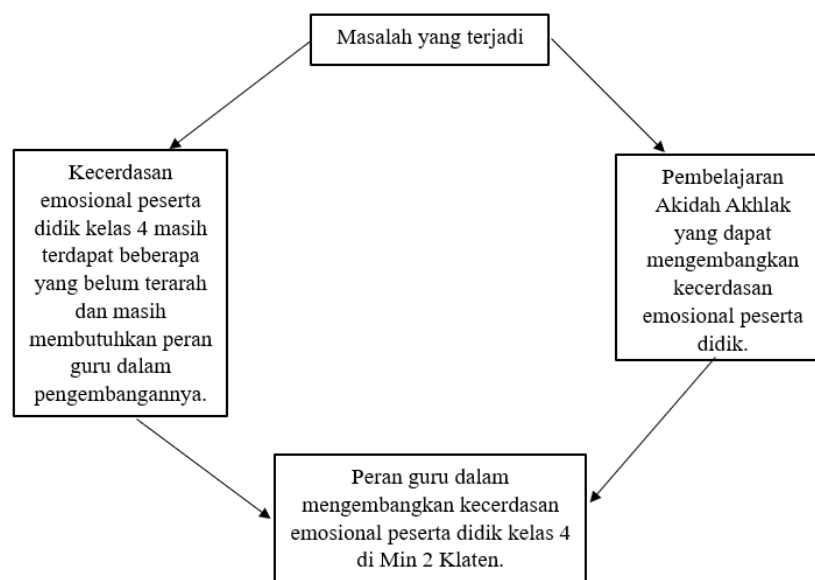 Masalah yang terjadi
Kecerdasan
emosional peserta
didik kelas 4 masih
terdapat beberapa
yang belum terarah
dan masih
membutuhkan peran
guru dalam
pengembangannya.
Pembelajaran
Akidah Akhlak
yang dapat
mengembangkan
kecerdasan
emosional peserta
didik.
Peran guru dalam
mengembangkan kecerdasan
emosional peserta didik kelas 4
di Min 2 Klaten.